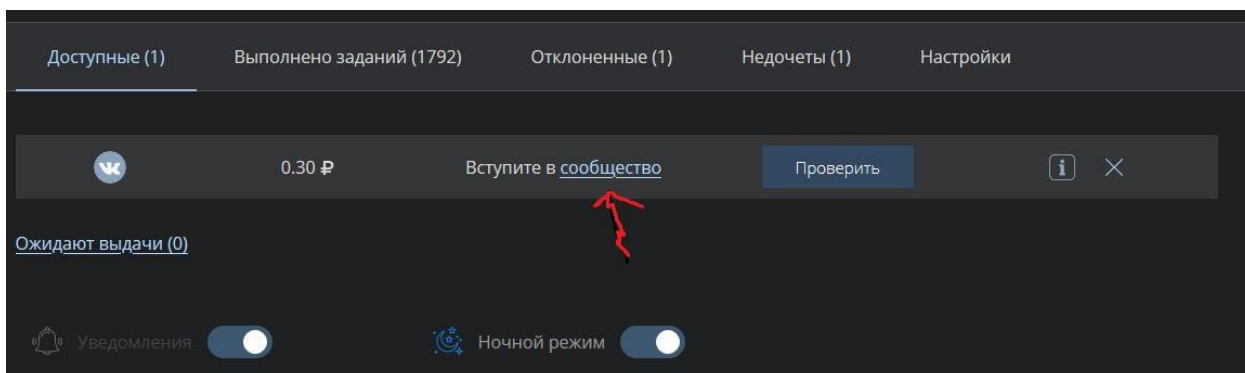 Доступные (1) Выполнено заданий (1792) Отклоненные (1) Недочеты (1) Настройки
0.30 ₽ Вступите в сообщество Проверить
Ожидают выдачи (0)
Уведомления Ночной режим